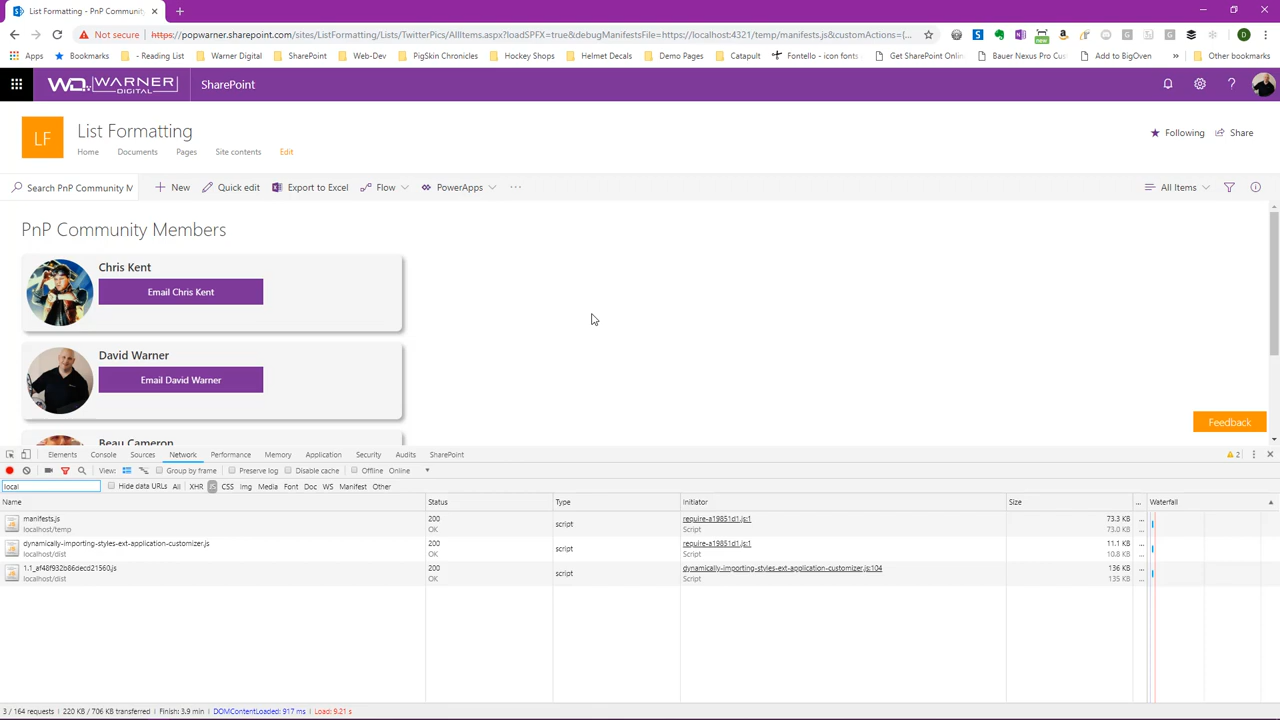 List Formatting - PnP Community
Not secure https://popwarner.sharepoint.com/sites/ListFormatting/Lists/TwitterPics/AllItems.aspx?loadSPFX=true&debugManifestsFile=https://localhost:4321/temp/manifests.js&customActions={...
Apps Bookmarks - Reading List Warner Digital SharePoint Web-Dev PigSkin Chronicles Hockey Shops Helmet Decals Demo Pages Catapult Fontello - icon fonts Get SharePoint Onli Bauer Nexus Pro Cus Add to BigOven » Other bookmarks
WD WARNER DIGITAL SharePoint
LF List Formatting Following Share
Home Documents Pages Site contents Edit
Search PnP Community M New Quick edit Export to Excel Flow PowerApps ··· All Items
PnP Community Members
Chris Kent
Email Chris Kent
David Warner
Email David Warner
Beau Cameron
Feedback
Elements Console Sources Network Performance Memory Application Security Audits SharePoint 2
View: Group by frame Preserve log Disable cache Offline Online
local Hide data URLs All XHR JS CSS Img Media Font Doc WS Manifest Other
Name Status Type Initiator Size ... Waterfall
manifests.js 200 script require-a19851d1.js:1 73.3 KB ...
localhost/temp OK Script 73.0 KB
dynamically-importing-styles-ext-application-customizer.js 200 script require-a19851d1.js:1 11.1 KB ...
localhost/dist OK Script 10.8 KB
1.1_af48f932b86decd21560.js 200 script dynamically-importing-styles-ext-application-customizer.js:104 136 KB ...
localhost/dist OK Script 135 KB
3 / 164 requests | 220 KB / 706 KB transferred | Finish: 3.9 min | DOMContentLoaded: 917 ms | Load: 9.21 s